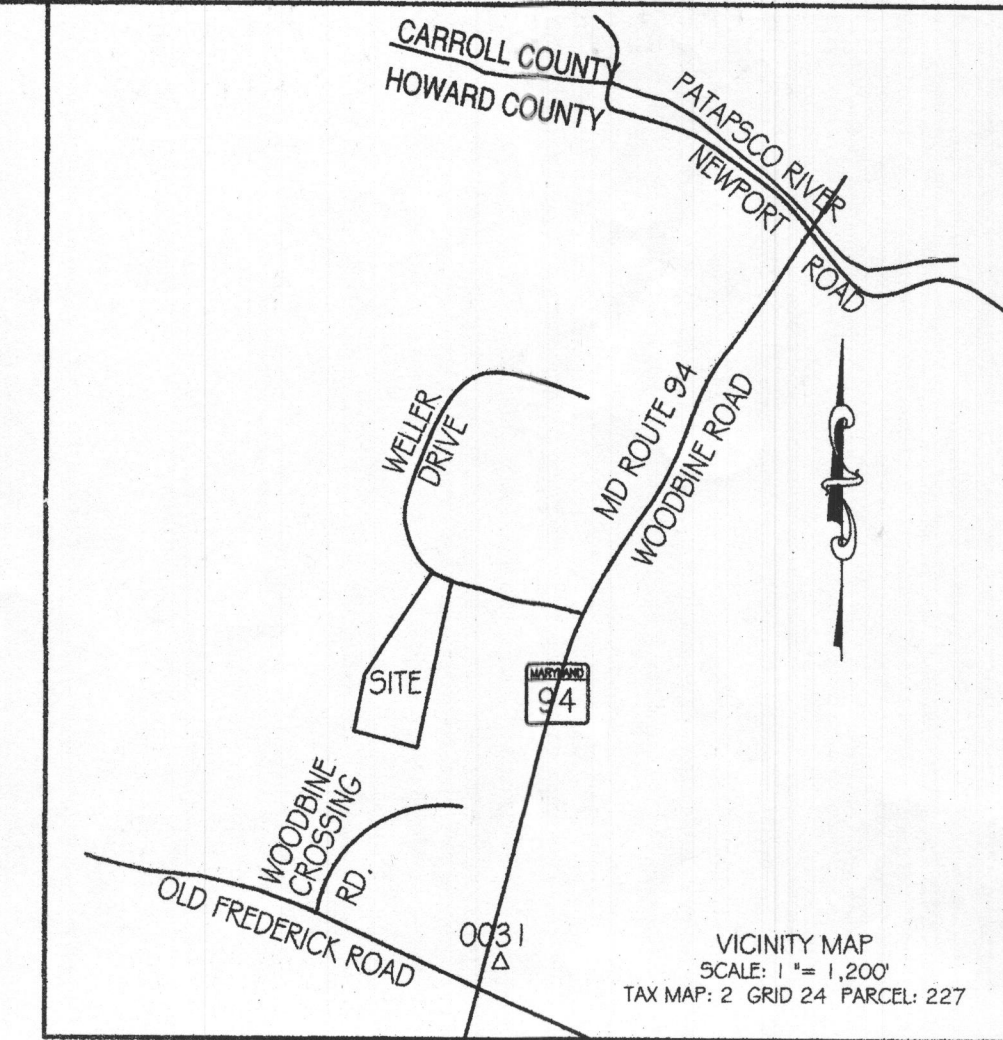 CARROLL COUNTY
HOWARD COUNTY
PATAPSCO RIVER
NEWPORT
ROAD
WELLER
DRIVE
MD ROUTE 94
WOODBINE ROAD
SITE
MARYLAND
94
WOODBINE
CROSSING
RD.
OLD FREDERICK ROAD
0031
VICINITY MAP
SCALE: 1 "= 1,200'
TAX MAP: 2 GRID 24 PARCEL: 227